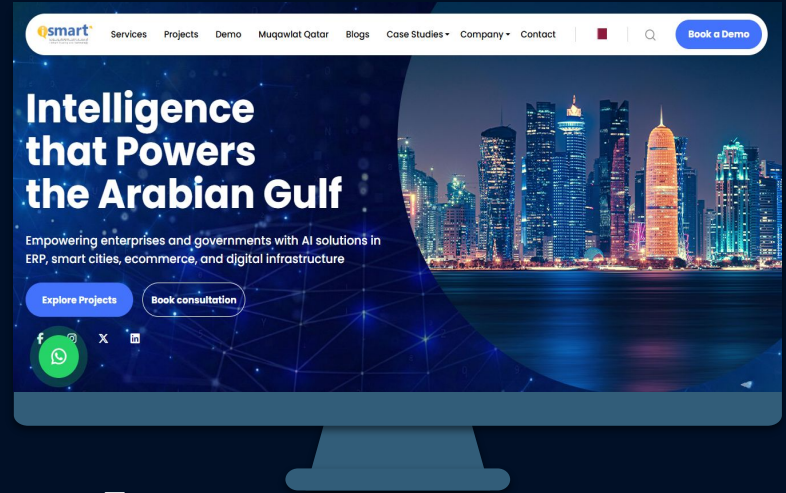 ismart
Services Projects Demo Muqawlat Qatar Blogs Case Studies Company Contact
Book a Demo
Intelligence
that Powers
the Arabian Gulf
Empowering enterprises and governments with AI solutions in
ERP, smart cities, ecommerce, and digital infrastructure
Explore Projects Book consultation